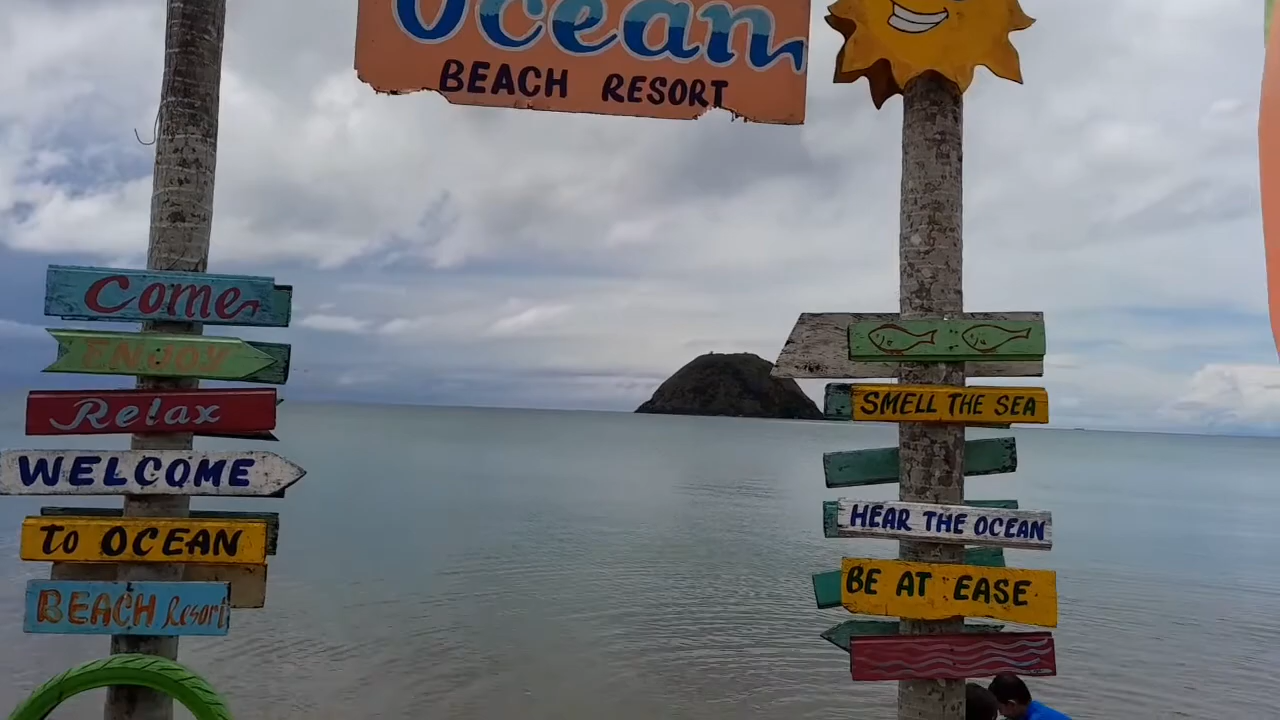 Ocean
BEACH RESORT
Come
ENJOY
Relax
WELCOME
To OCEAN
BEACH Resort
SMELL THE SEA
HEAR THE OCEAN
BE AT EASE